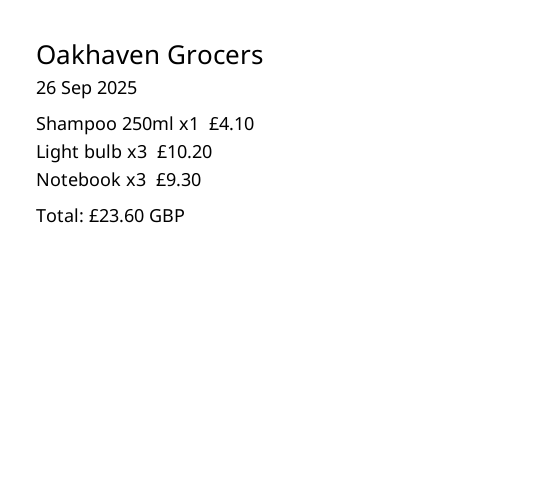 Oakhaven Grocers
26 Sep 2025
Shampoo 250ml x1  £4.10
Light bulb x3  £10.20
Notebook x3  £9.30
Total: £23.60 GBP